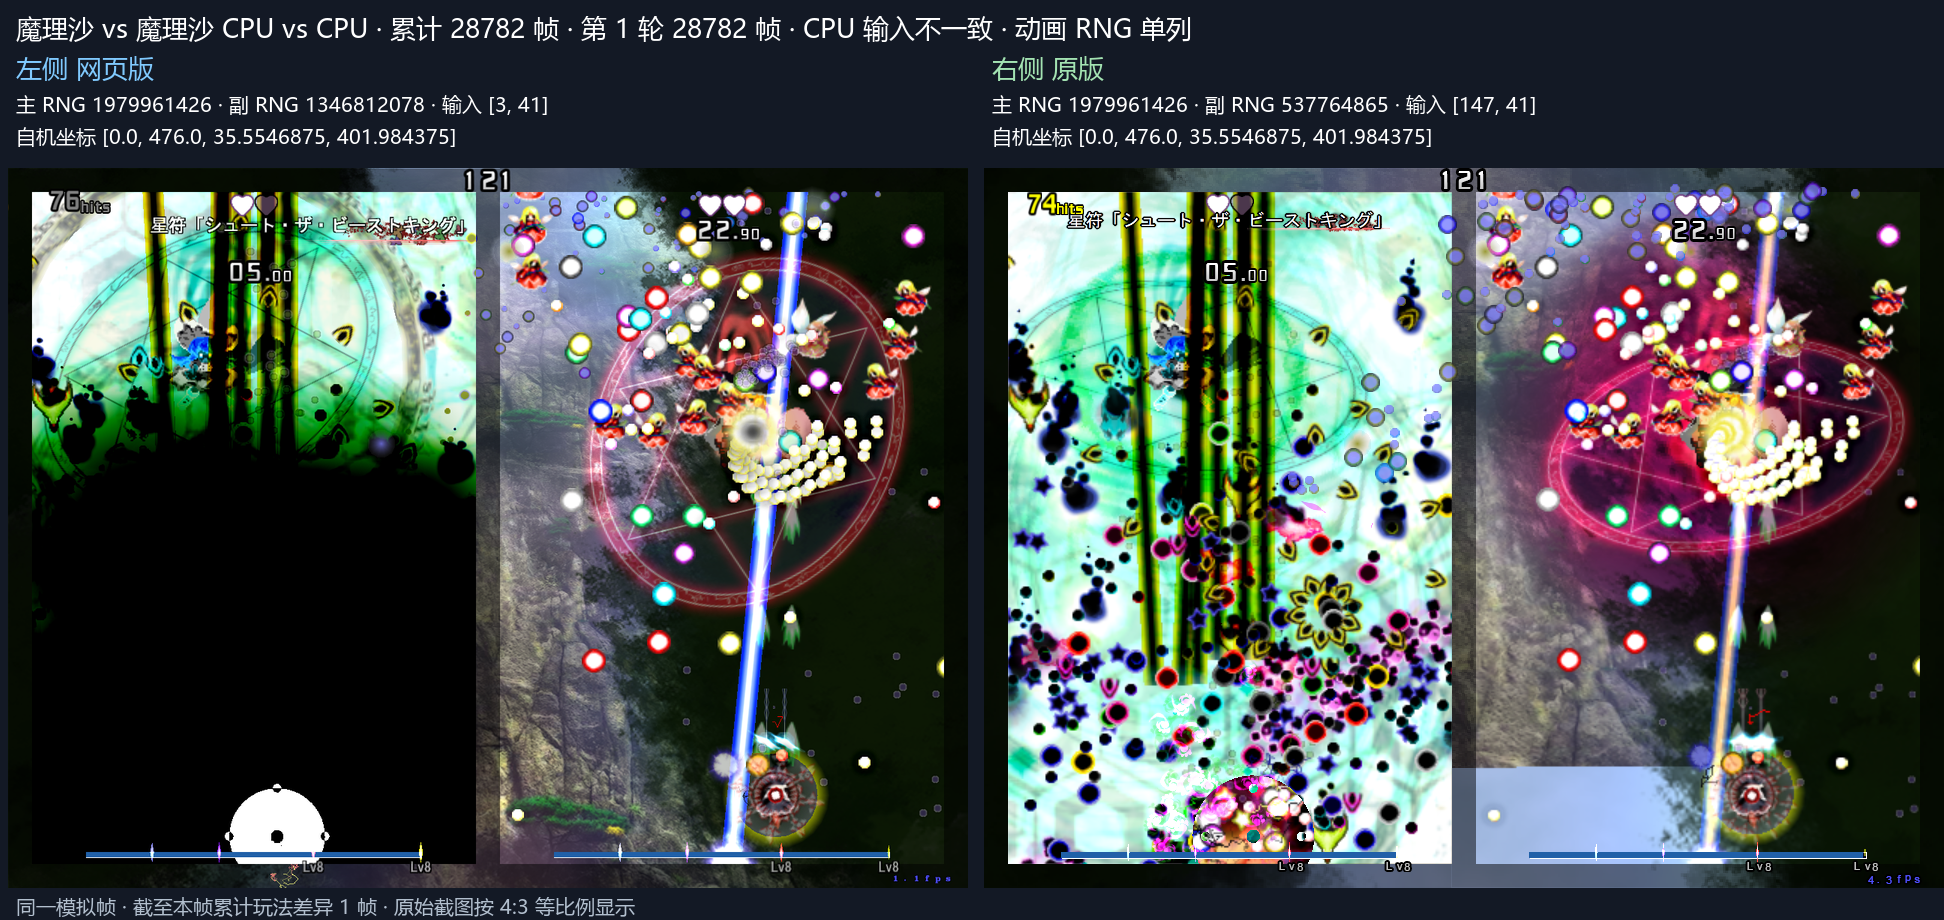 魔理沙 vs 魔理沙 CPU vs CPU · 累计 28782 帧 · 第 1 轮 28782 帧 · CPU 输入不一致 · 动画 RNG 单列
左侧 网页版
主 RNG 1979961426 · 副 RNG 1346812078 · 输入 [3, 41]
自机坐标 [0.0, 476.0, 35.5546875, 401.984375]
右侧 原版
主 RNG 1979961426 · 副 RNG 537764865 · 输入 [147, 41]
自机坐标 [0.0, 476.0, 35.5546875, 401.984375]
121
76hits
星符「シュート・ザ・ビーストキング」
05.00
22.90
Lv8
Lv8
Lv8
Lv8
1.1fps
121
74hits
星符「シュート・ザ・ビーストキング」
05.00
22.90
Lv8
Lv8
Lv8
Lv8
4.3fps
同一模拟帧 · 截至本帧累计玩法差异 1 帧 · 原始截图按 4:3 等比例显示